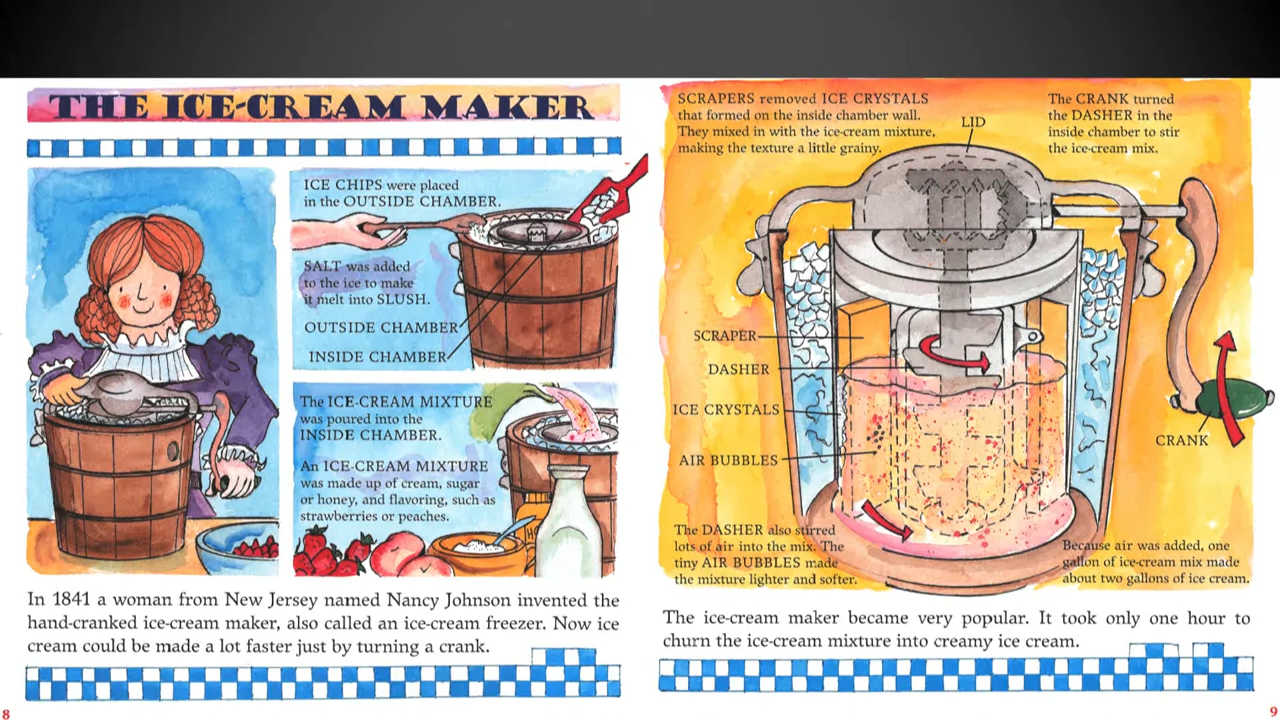 THE ICE-CREAM MAKER
ICE CHIPS were placed
in the OUTSIDE CHAMBER.
SALT was added
to the ice to make
it melt into SLUSH.
OUTSIDE CHAMBER
INSIDE CHAMBER
The ICE-CREAM MIXTURE
was poured into the
INSIDE CHAMBER.
An ICE-CREAM MIXTURE
was made up of cream, sugar
or honey, and flavoring, such as
strawberries or peaches.
In 1841 a woman from New Jersey named Nancy Johnson invented the
hand-cranked ice-cream maker, also called an ice-cream freezer. Now ice
cream could be made a lot faster just by turning a crank.
8
SCRAPERS removed ICE CRYSTALS
that formed on the inside chamber wall.
They mixed in with the ice-cream mixture,
making the texture a little grainy.
LID
The CRANK turned
the DASHER in the
inside chamber to stir
the ice-cream mix.
SCRAPER
DASHER
ICE CRYSTALS
AIR BUBBLES
CRANK
The DASHER also stirred
lots of air into the mix. The
tiny AIR BUBBLES made
the mixture lighter and softer.
Because air was added, one
gallon of ice-cream mix made
about two gallons of ice cream.
The ice-cream maker became very popular. It took only one hour to
churn the ice-cream mixture into creamy ice cream.
9